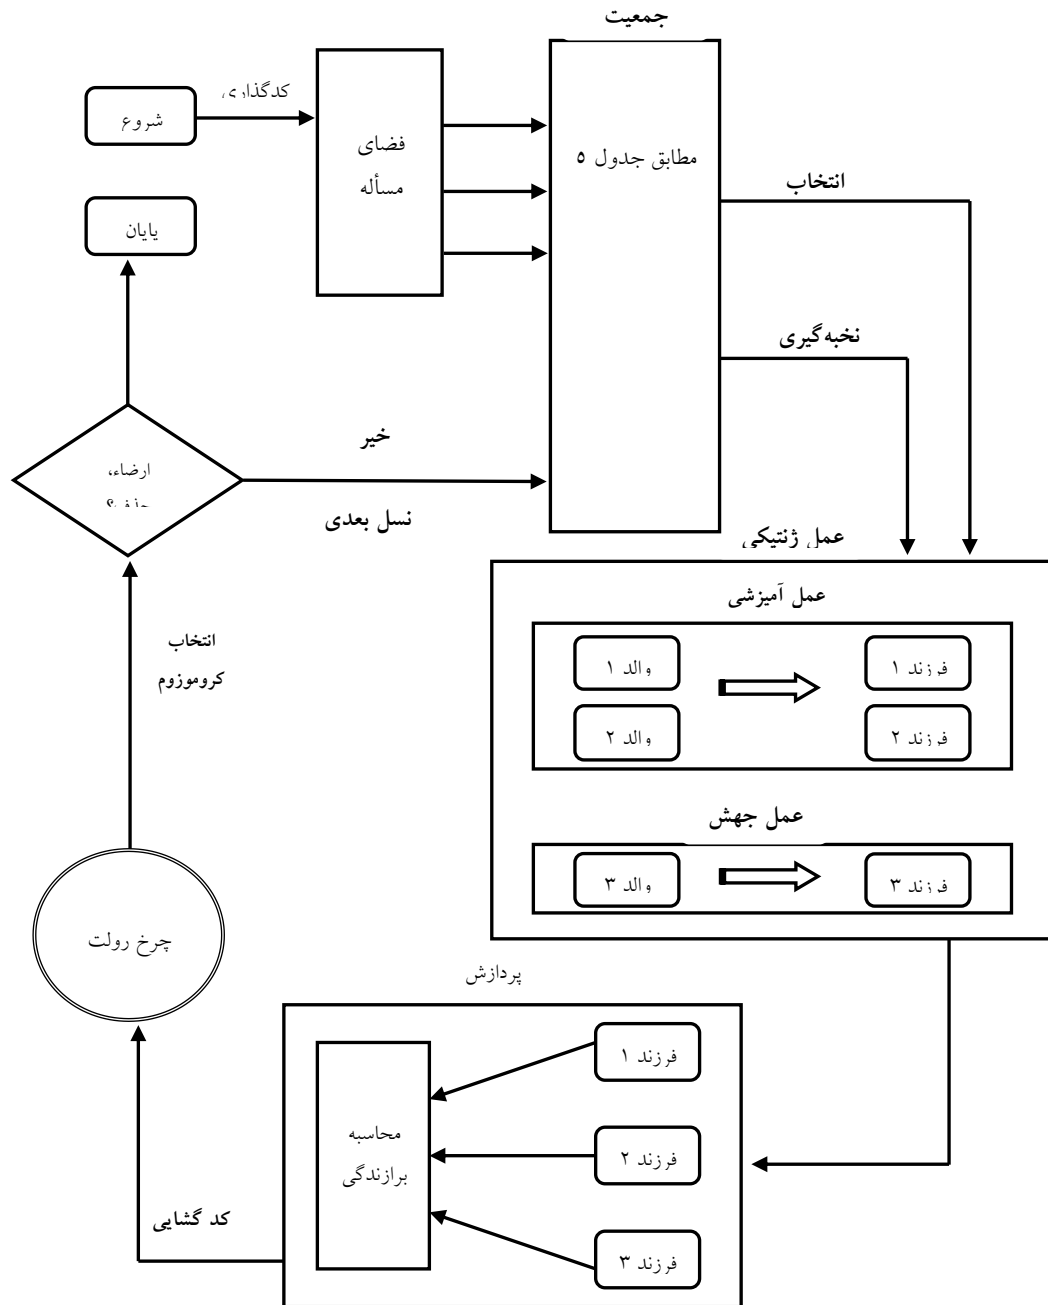 جمعیت
کدگذاری
شروع
فضای
مسأله
مطابق جدول ۵
انتخاب
پایان
نخبه‌گیری
خیر
ارضاء،
نسل بعدی
عمل ژنتیکی
عمل آمیزشی
والد ۱
فرزند ۱
والد ۲
فرزند ۲
انتخاب
کروموزوم
عمل جهش
والد ۳
فرزند ۳
چرخ رولت
پردازش
فرزند ۱
محاسبه
برازندگی
فرزند ۲
کد گشایی
فرزند ۳